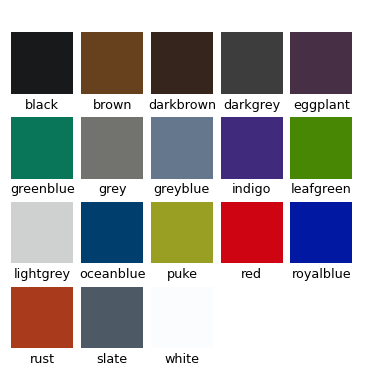 black brown darkbrown darkgrey eggplant
greenblue grey greyblue indigo leafgreen
lightgrey oceanblue puke red royalblue
rust slate white